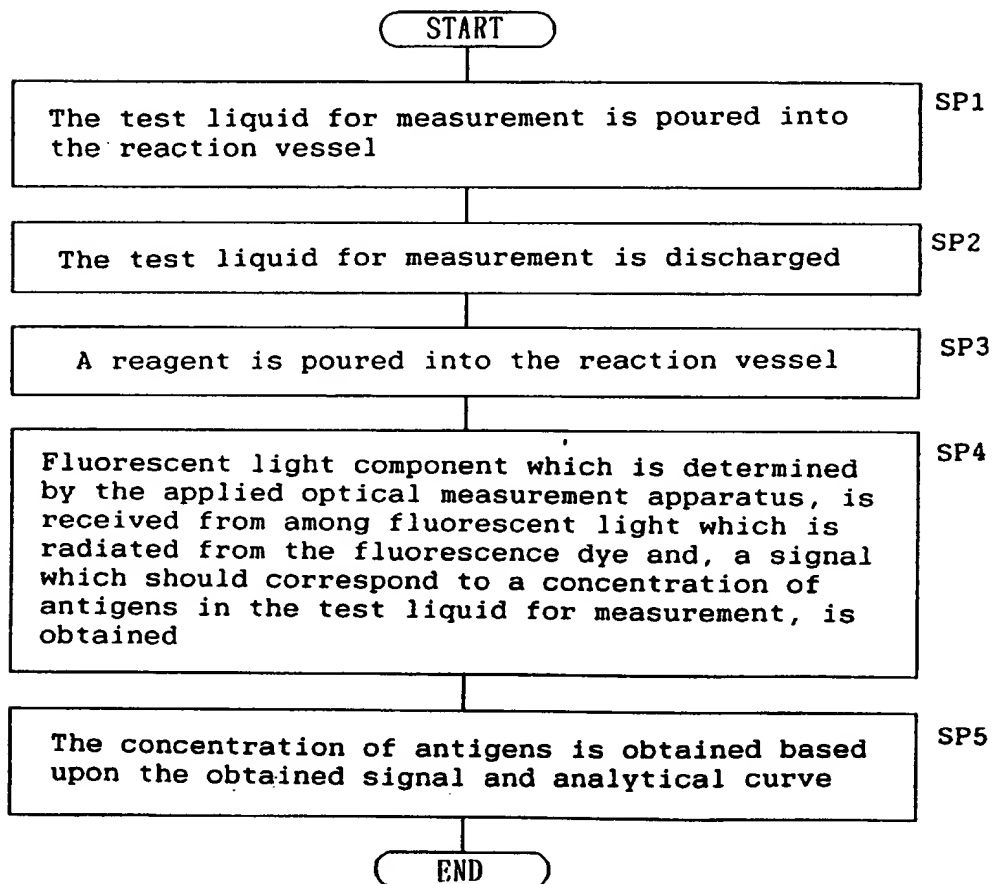 START
SP1
The test liquid for measurement is poured into
the reaction vessel
SP2
The test liquid for measurement is discharged
SP3
A reagent is poured into the reaction vessel
SP4
Fluorescent light component which is determined
by the applied optical measurement apparatus, is
received from among fluorescent light which is
radiated from the fluorescence dye and, a signal
which should correspond to a concentration of
antigens in the test liquid for measurement, is
obtained
SP5
The concentration of antigens is obtained based
upon the obtained signal and analytical curve
END